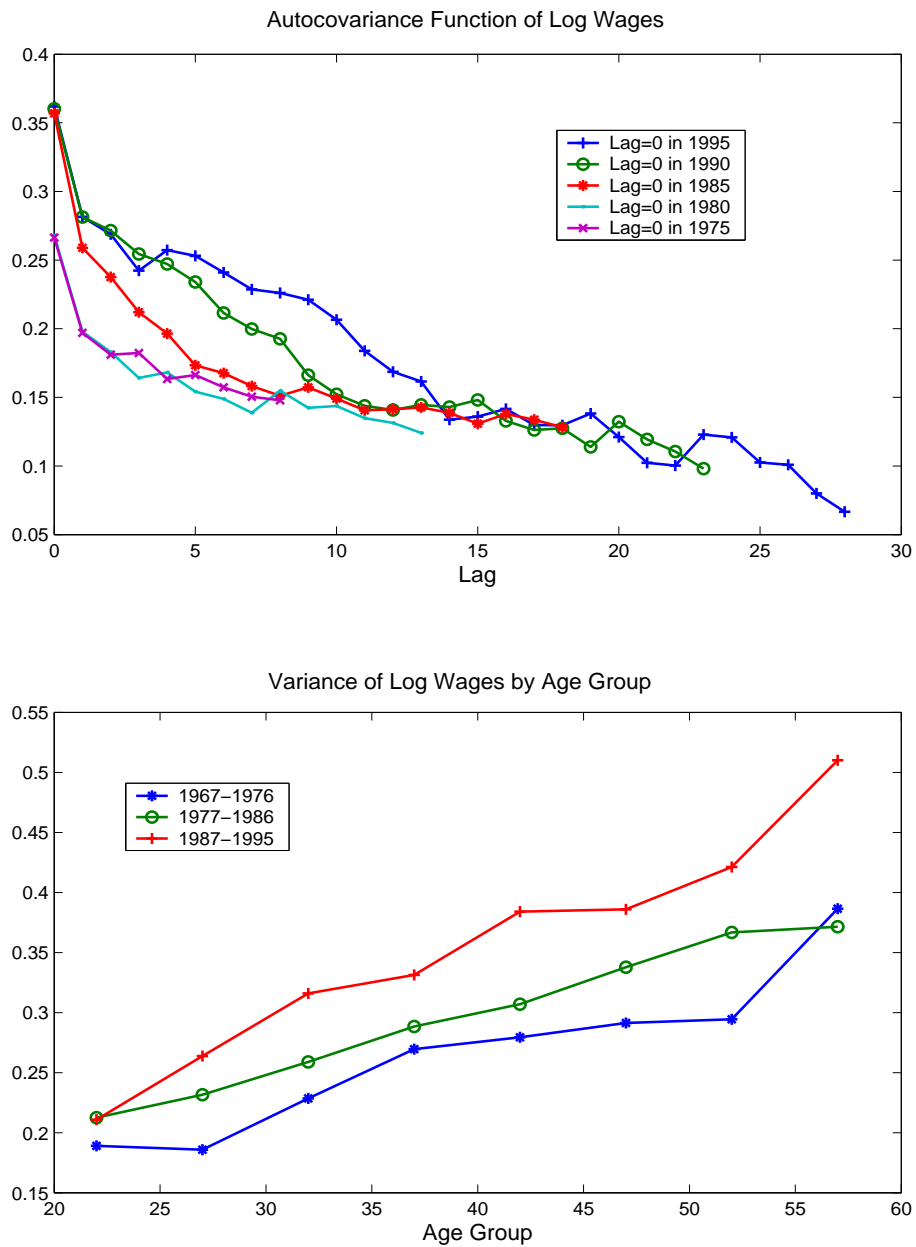 Autocovariance Function of Log Wages
0.4
0.35
0.3
0.25
0.2
0.15
0.1
0.05
Lag=0 in 1995
Lag=0 in 1990
Lag=0 in 1985
Lag=0 in 1980
Lag=0 in 1975
0 5 10 15 20 25 30
Lag
Variance of Log Wages by Age Group
0.55
0.5
0.45
0.4
0.35
0.3
0.25
0.2
0.15
1967−1976
1977−1986
1987−1995
20 25 30 35 40 45 50 55 60
Age Group